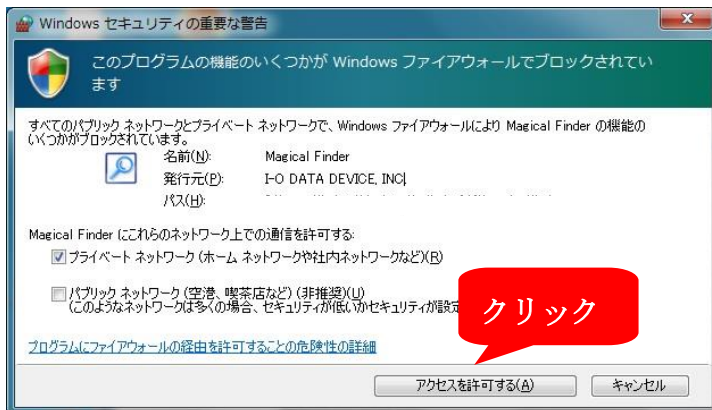 Windows セキュリティの重要な警告
このプログラムの機能のいくつかが Windows ファイアウォールでブロックされてい
ます
すべてのパブリック ネットワークとプライベート ネットワークで、Windows ファイアウォールにより Magical Finder の機能の
いくつかがブロックされています。
名前(N): Magical Finder
発行元(P): I-O DATA DEVICE, INC
パス(H):
Magical Finder にこれらのネットワーク上での通信を許可する:
プライベート ネットワーク (ホーム ネットワークや社内ネットワークなど)(R)
パブリック ネットワーク (空港、喫茶店など) (非推奨)(U)
(このようなネットワークは多くの場合、セキュリティが低いかセキュリティが設定
クリック
プログラムにファイアウォールの経由を許可することの危険性の詳細
アクセスを許可する(A) キャンセル